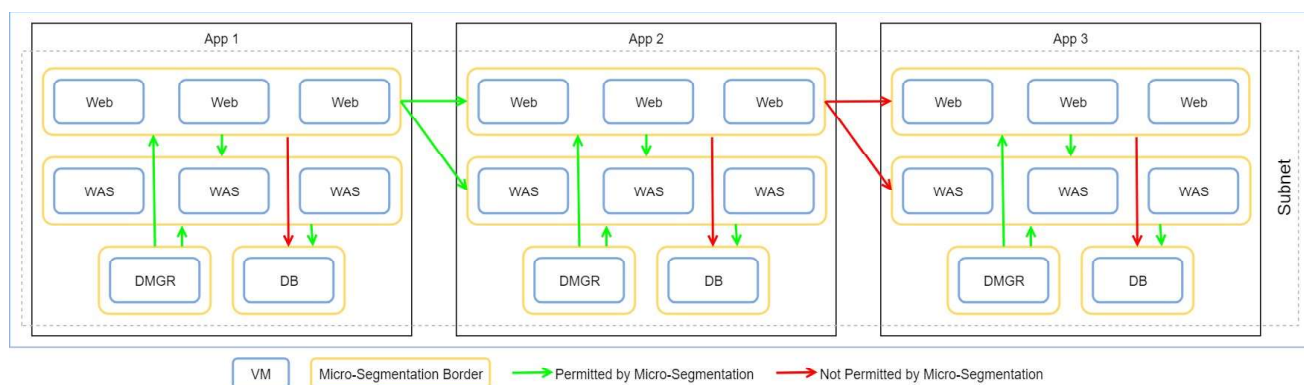 App 1 App 2 App 3
Web Web Web Web Web Web Web Web Web
WAS WAS WAS WAS WAS WAS WAS WAS WAS
DMGR DB DMGR DB DMGR DB
Subnet
VM Micro-Segmentation Border Permitted by Micro-Segmentation Not Permitted by Micro-Segmentation